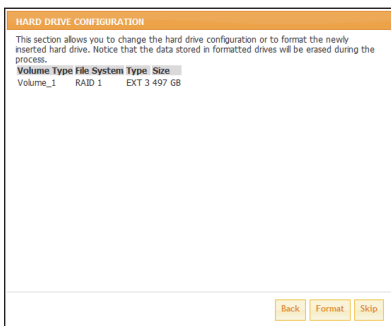 HARD DRIVE CONFIGURATION
This section allows you to change the hard drive configuration or to format the newly
inserted hard drive. Notice that the data stored in formatted drives will be erased during the
process.
Volume Type File System Type Size
Volume_1 RAID 1 EXT 3 497 GB
Back Format Skip